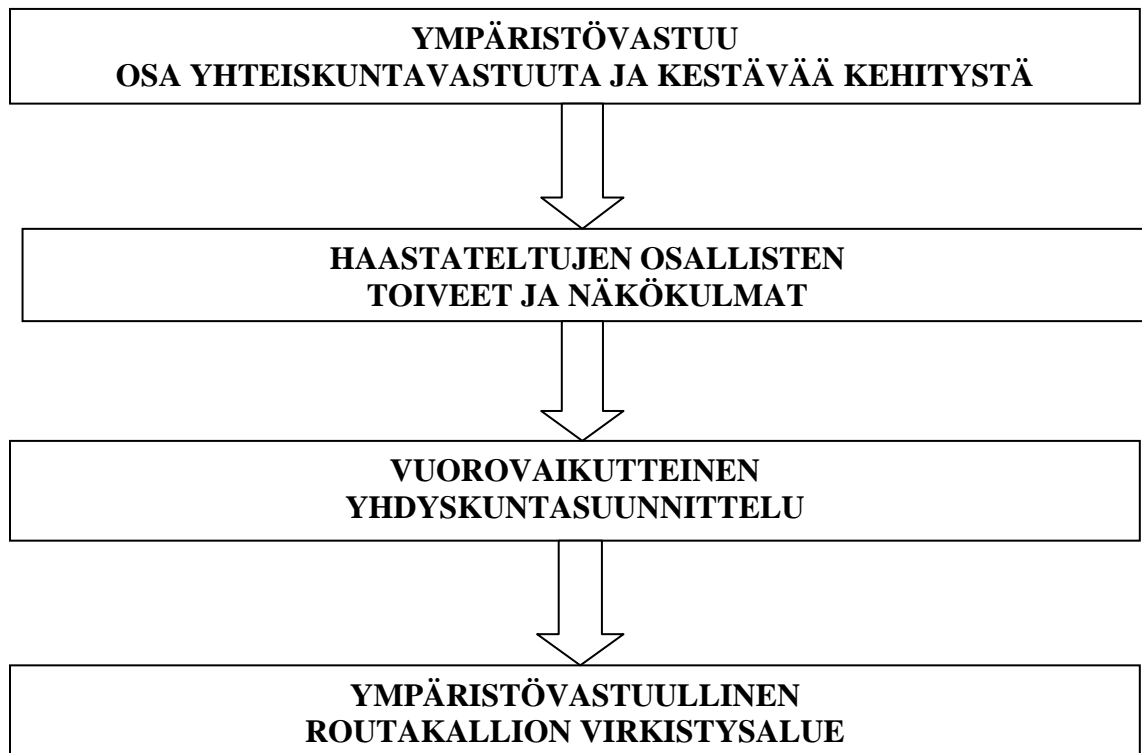 YMPÄRISTÖVASTUU
OSA YHTEISKUNTAVASTUUTA JA KESTÄVÄÄ KEHITYSTÄ
HAASTATELTUJEN OSALLISTEN
TOIVEET JA NÄKÖKULMAT
VUOROVAIKUTTEINEN
YHDYSKUNTASUUNNITTELU
YMPÄRISTÖVASTUULLINEN
ROUTAKALLION VIRKISTYSALUE